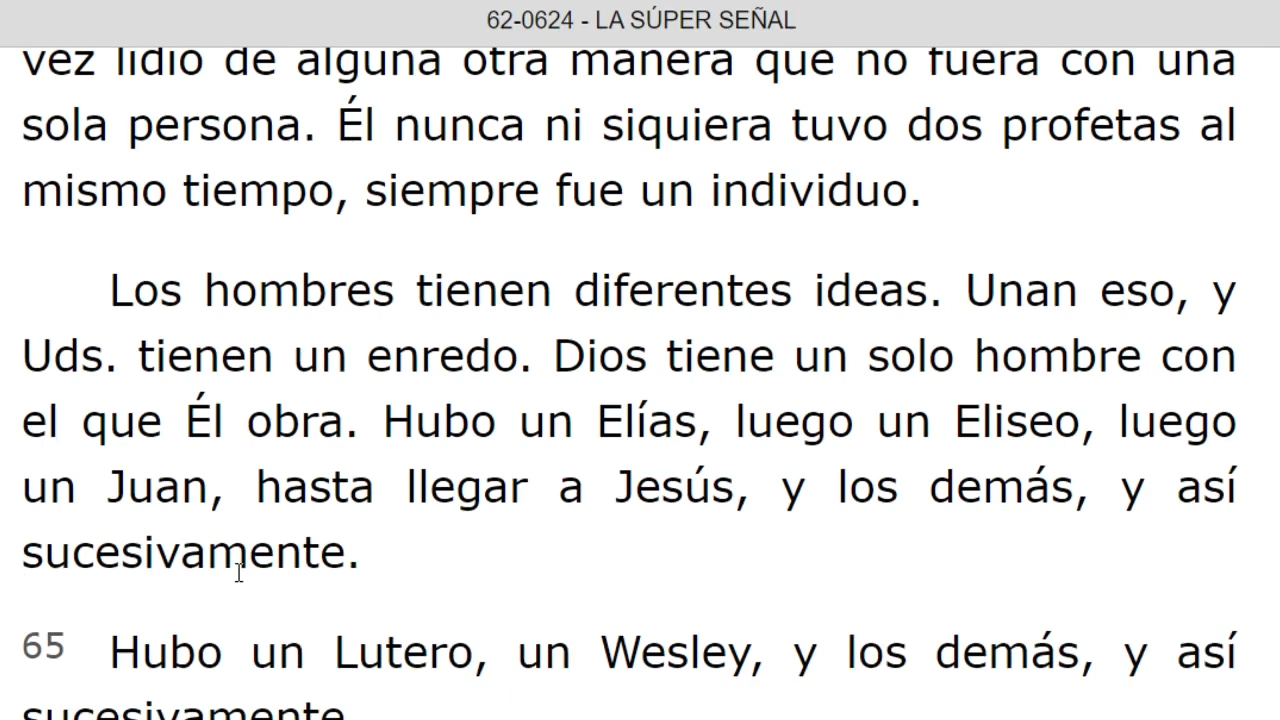 62-0624 - LA SÚPER SEÑAL
vez lidió de alguna otra manera que no fuera con una
sola persona. Él nunca ni siquiera tuvo dos profetas al
mismo tiempo, siempre fue un individuo.
Los hombres tienen diferentes ideas. Unan eso, y
Uds. tienen un enredo. Dios tiene un solo hombre con
el que Él obra. Hubo un Elías, luego un Eliseo, luego
un Juan, hasta llegar a Jesús, y los demás, y así
sucesivamente.
65 Hubo un Lutero, un Wesley, y los demás, y así
sucesivamente